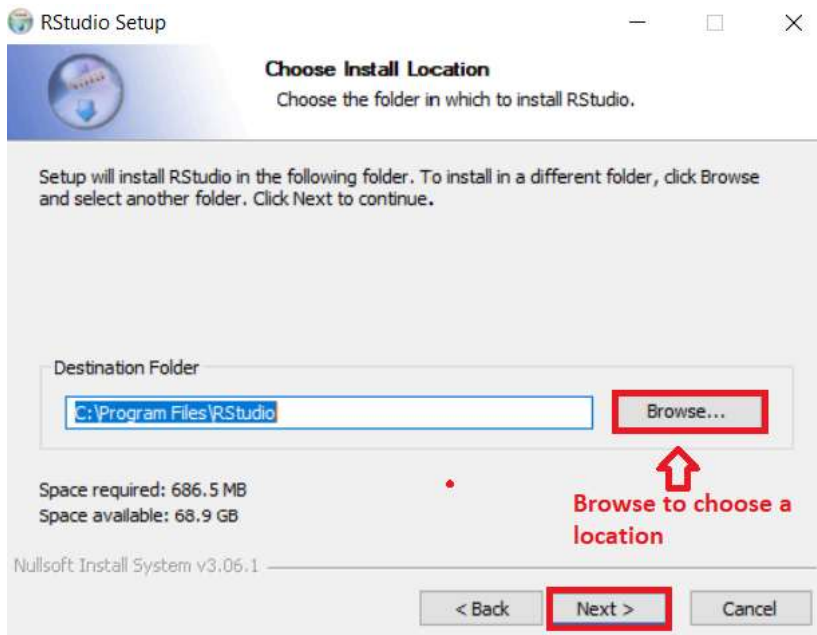 RStudio Setup
Choose Install Location
Choose the folder in which to install RStudio.
Setup will install RStudio in the following folder. To install in a different folder, click Browse
and select another folder. Click Next to continue.
Destination Folder
C:\Program Files\RStudio
Browse...
Space required: 686.5 MB
Space available: 68.9 GB
Browse to choose a
location
Nullsoft Install System v3.06.1
< Back
Next >
Cancel